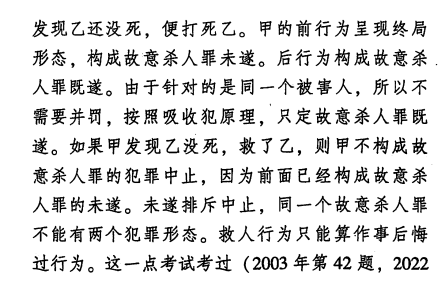 发现乙还没死，便打死乙。甲的前行为呈现终局
形态，构成故意杀人罪未遂。后行为构成故意杀
人罪既遂。由于针对的是同一个被害人，所以不
需要并罚，按照吸收犯原理，只定故意杀人罪既
遂。如果甲发现乙没死，救了乙，则甲不构成故
意杀人罪的犯罪中止，因为前面已经构成故意杀
人罪的未遂。未遂排斥中止，同一个故意杀人罪
不能有两个犯罪形态。救人行为只能算作事后悔
过行为。这一点考试考过（2003年第42题，2022